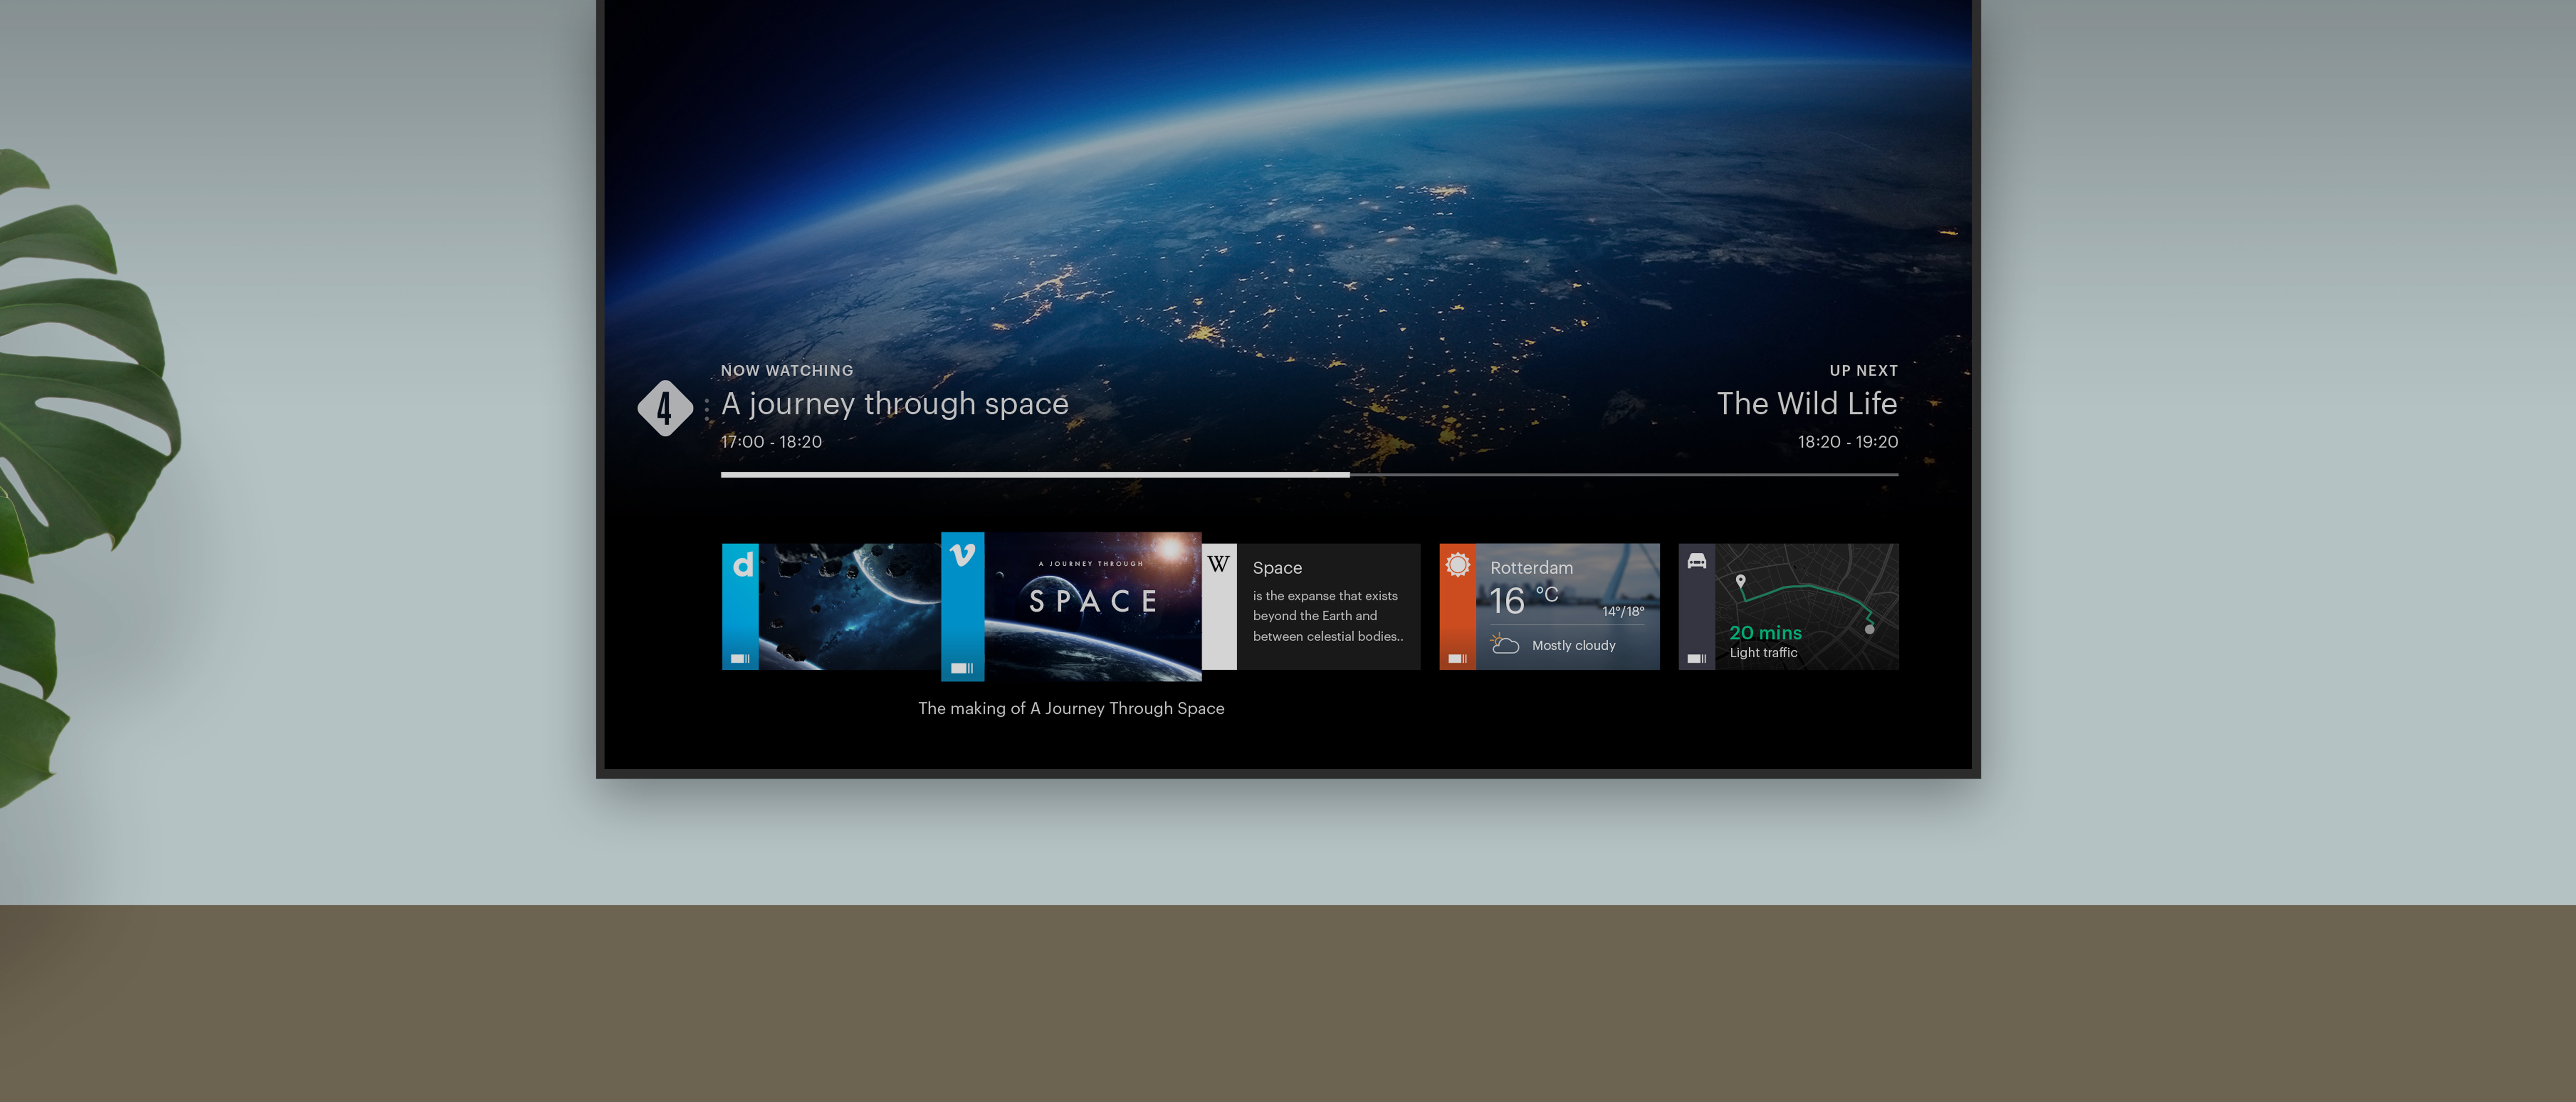 NOW WATCHING
UP NEXT
4
A journey through space
The Wild Life
17:00 - 18:20
18:20 - 19:20
d
v
A JOURNEY THROUGH
SPACE
The making of A Journey Through Space
W
Space
is the expanse that exists
beyond the Earth and
between celestial bodies..
Rotterdam
16 °C
14°/18°
Mostly cloudy
20 mins
Light traffic